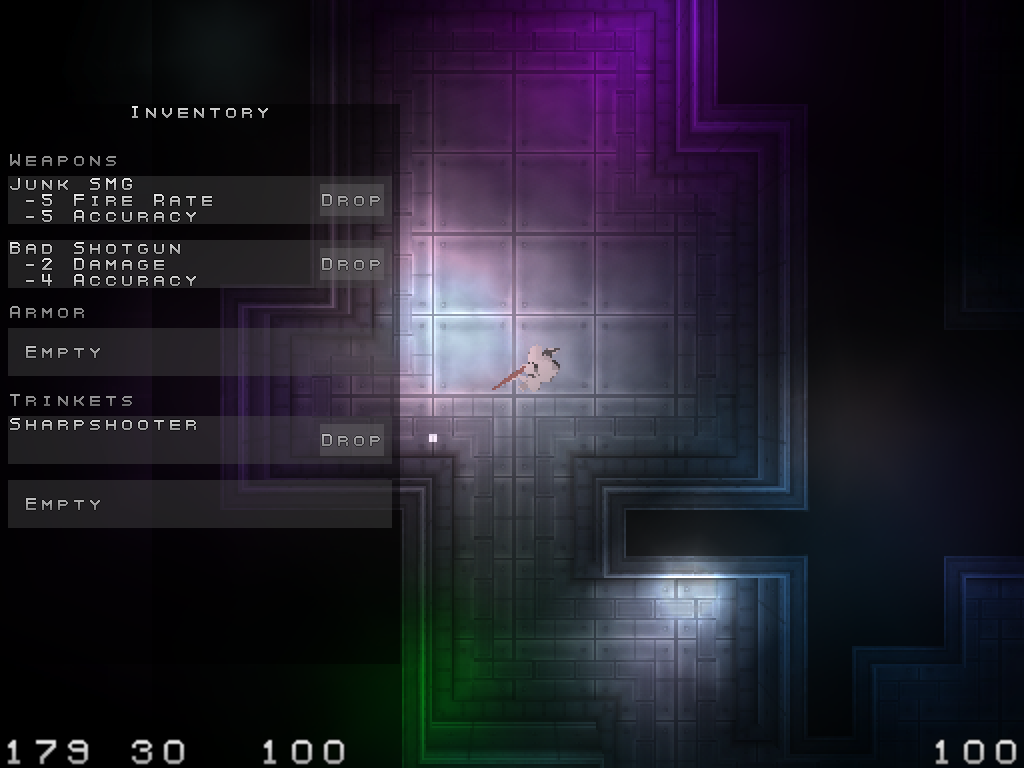 Inventory
Weapons
Junk SMG
-5 Fire Rate
-5 Accuracy
Drop
Bad Shotgun
-2 Damage
-4 Accuracy
Drop
Armor
Empty
Trinkets
Sharpshooter
Drop
Empty
179 30 100 100